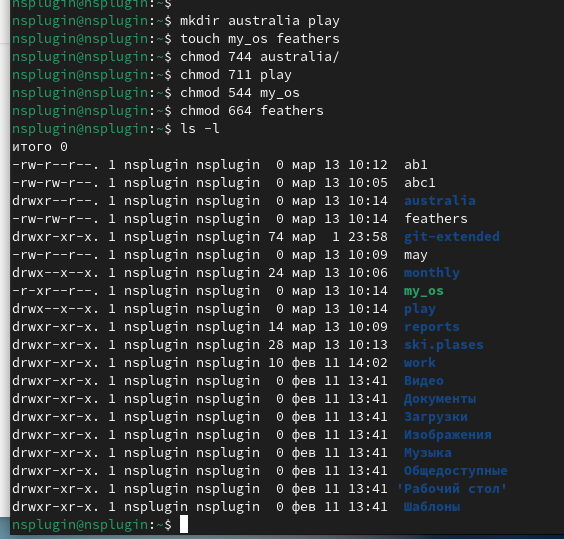 nsplugin@nsplugin:~$
nsplugin@nsplugin:~$ mkdir australia play
nsplugin@nsplugin:~$ touch my_os feathers
nsplugin@nsplugin:~$ chmod 744 australia/
nsplugin@nsplugin:~$ chmod 711 play
nsplugin@nsplugin:~$ chmod 544 my_os
nsplugin@nsplugin:~$ chmod 664 feathers
nsplugin@nsplugin:~$ ls -l
итого 0
-rw-r--r--. 1 nsplugin nsplugin  0 мар 13 10:12  ab1
-rw-rw-r--. 1 nsplugin nsplugin  0 мар 13 10:05  abc1
drwxr--r--. 1 nsplugin nsplugin  0 мар 13 10:14  australia
-rw-rw-r--. 1 nsplugin nsplugin  0 мар 13 10:14  feathers
drwxr-xr-x. 1 nsplugin nsplugin 74 мар  1 23:58  git-extended
-rw-r--r--. 1 nsplugin nsplugin  0 мар 13 10:09  may
drwx--x--x. 1 nsplugin nsplugin 24 мар 13 10:06  monthly
-r-xr--r--. 1 nsplugin nsplugin  0 мар 13 10:14  my_os
drwx--x--x. 1 nsplugin nsplugin  0 мар 13 10:14  play
drwxr-xr-x. 1 nsplugin nsplugin 14 мар 13 10:09  reports
drwxr-xr-x. 1 nsplugin nsplugin 28 мар 13 10:13  ski.plases
drwxr-xr-x. 1 nsplugin nsplugin 10 фев 11 14:02  work
drwxr-xr-x. 1 nsplugin nsplugin  0 фев 11 13:41  Видео
drwxr-xr-x. 1 nsplugin nsplugin  0 фев 11 13:41  Документы
drwxr-xr-x. 1 nsplugin nsplugin  0 фев 11 13:41  Загрузки
drwxr-xr-x. 1 nsplugin nsplugin  0 фев 11 13:41  Изображения
drwxr-xr-x. 1 nsplugin nsplugin  0 фев 11 13:41  Музыка
drwxr-xr-x. 1 nsplugin nsplugin  0 фев 11 13:41  Общедоступные
drwxr-xr-x. 1 nsplugin nsplugin  0 фев 11 13:41 'Рабочий стол'
drwxr-xr-x. 1 nsplugin nsplugin  0 фев 11 13:41  Шаблоны
nsplugin@nsplugin:~$